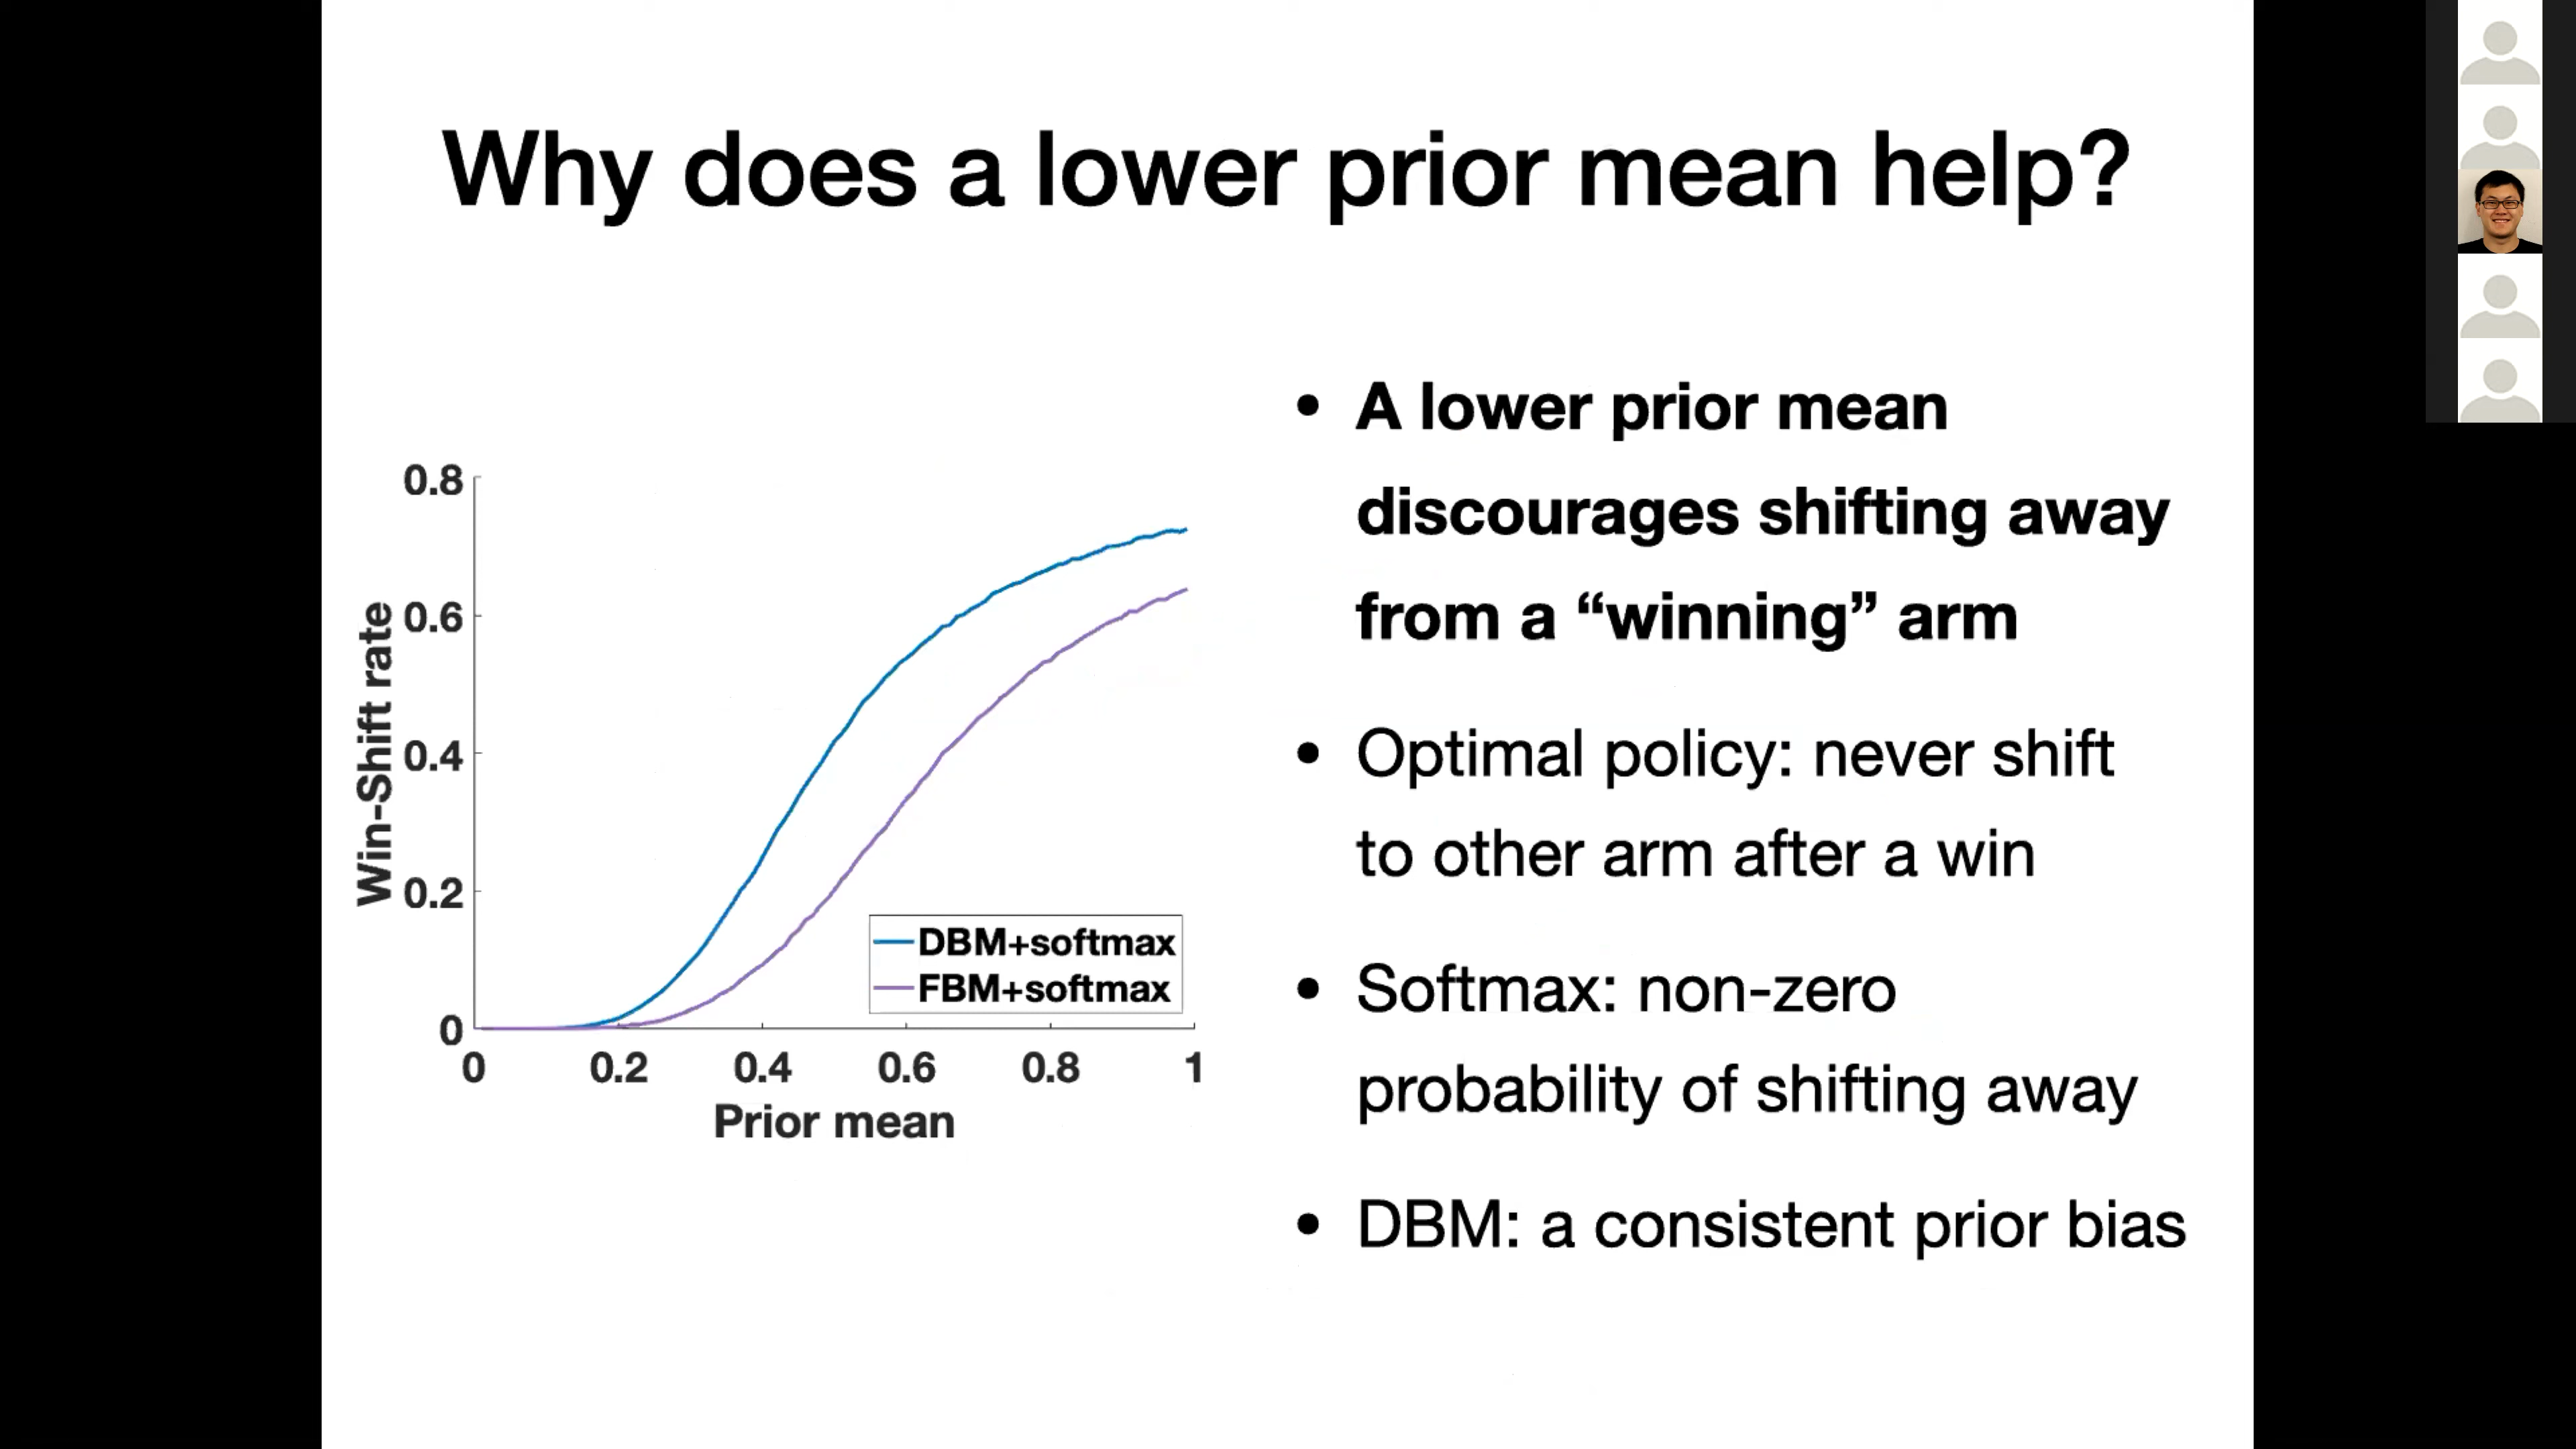 Why does a lower prior mean help?
0.8
0.6
0.4
0.2
0
Win-Shift rate
DBM+softmax
FBM+softmax
0 0.2 0.4 0.6 0.8 1
Prior mean
• A lower prior mean
discourages shifting away
from a “winning” arm
• Optimal policy: never shift
to other arm after a win
• Softmax: non-zero
probability of shifting away
• DBM: a consistent prior bias